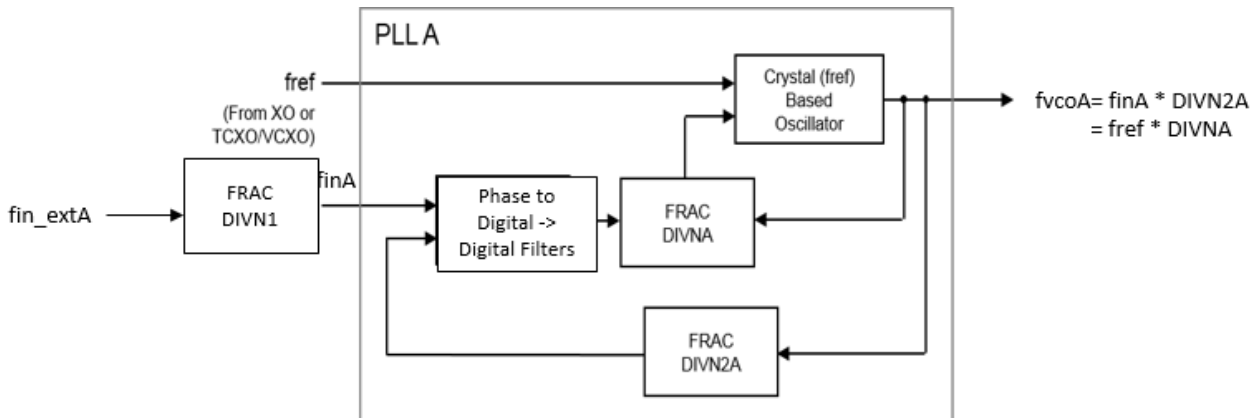 PLL A
fref
(From XO or
TCXO/VCXO)
Crystal (fref)
Based
Oscillator
fvcoA= finA * DIVN2A
= fref * DIVNA
fin_extA
FRAC
DIVN1
finA
Phase to
Digital ->
Digital Filters
FRAC
DIVNA
FRAC
DIVN2A